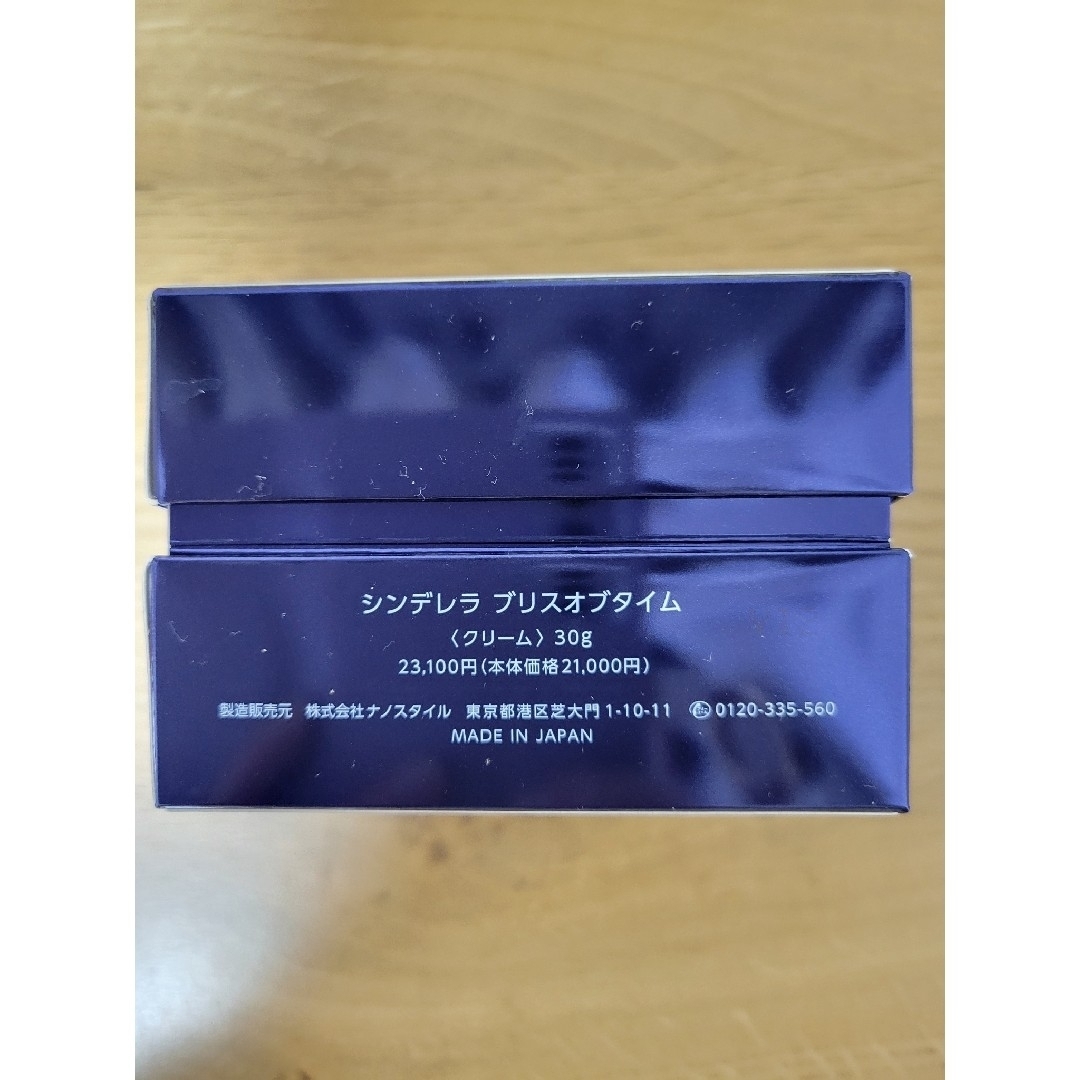 シンデレラ ブリスオブタイム
〈クリーム〉30g
23,100円(本体価格21,000円)
製造販売元 株式会社ナノスタイル 東京都港区芝大門1-10-11 0120-335-560
MADE IN JAPAN